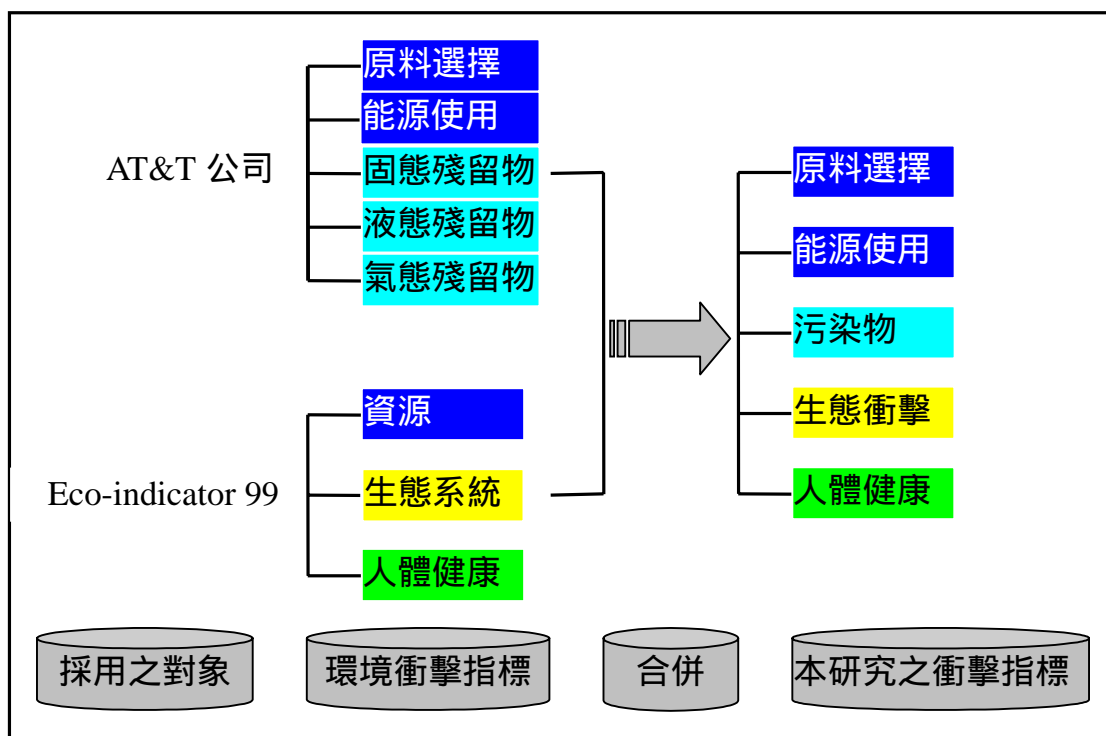 AT&T 公司
原料選擇
能源使用
固態殘留物
液態殘留物
氣態殘留物
Eco-indicator 99
資源
生態系統
人體健康
原料選擇
能源使用
污染物
生態衝擊
人體健康
採用之對象
環境衝擊指標
合併
本研究之衝擊指標